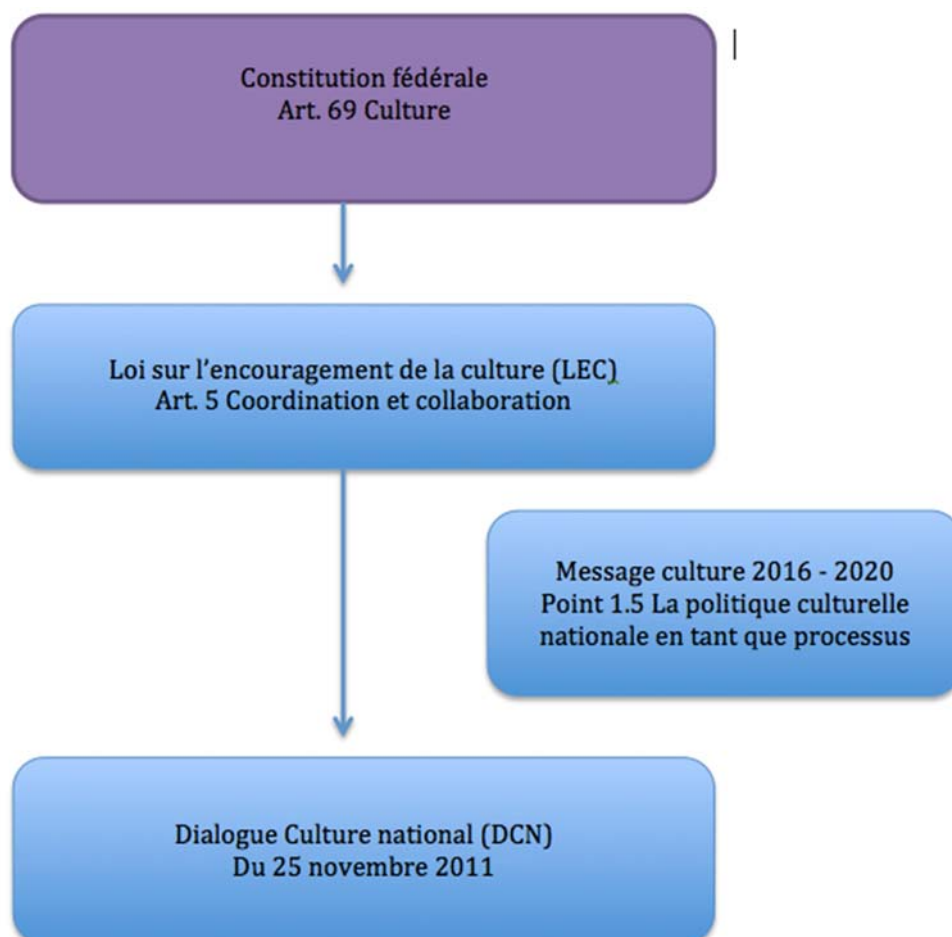 Constitution fédérale
Art. 69 Culture
Loi sur l'encouragement de la culture (LEC)
Art. 5 Coordination et collaboration
Message culture 2016 - 2020
Point 1.5 La politique culturelle
nationale en tant que processus
Dialogue Culture national (DCN)
Du 25 novembre 2011